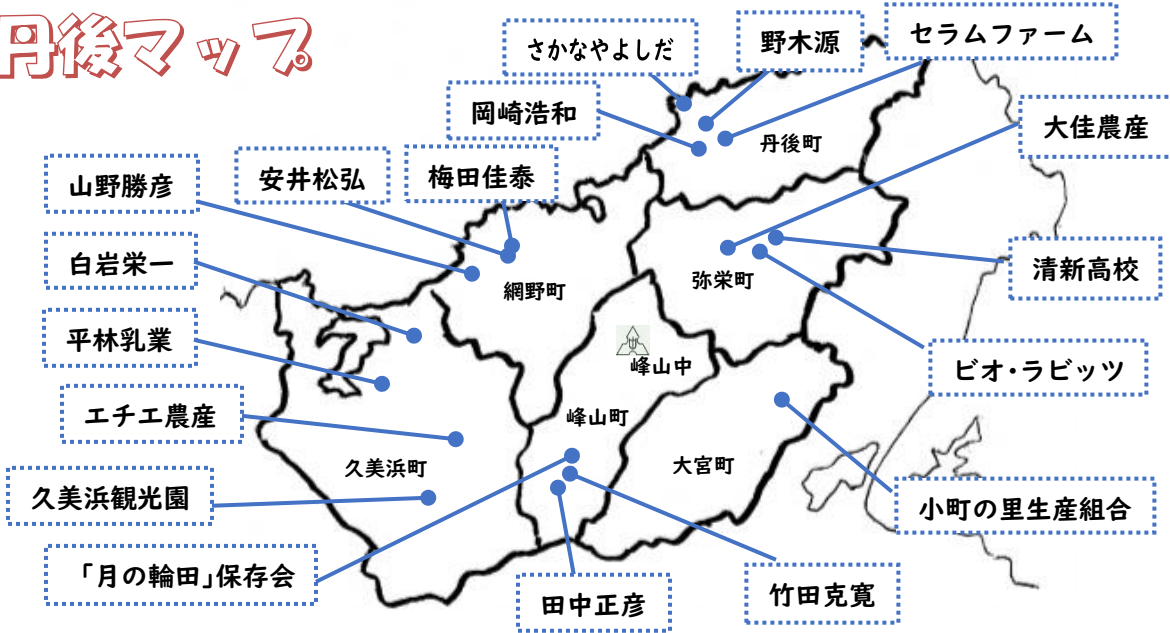 丹後マップ
さかなやよしだ
野木源
セラムファーム
岡崎浩和
大佳農産
丹後町
山野勝彦
安井松弘
梅田佳泰
白岩栄一
清新高校
網野町
弥栄町
平林乳業
峰山中
ビオ・ラビッツ
エチエ農産
峰山町
久美浜町
大宮町
久美浜観光園
小町の里生産組合
「月の輪田」保存会
田中正彦
竹田克寛